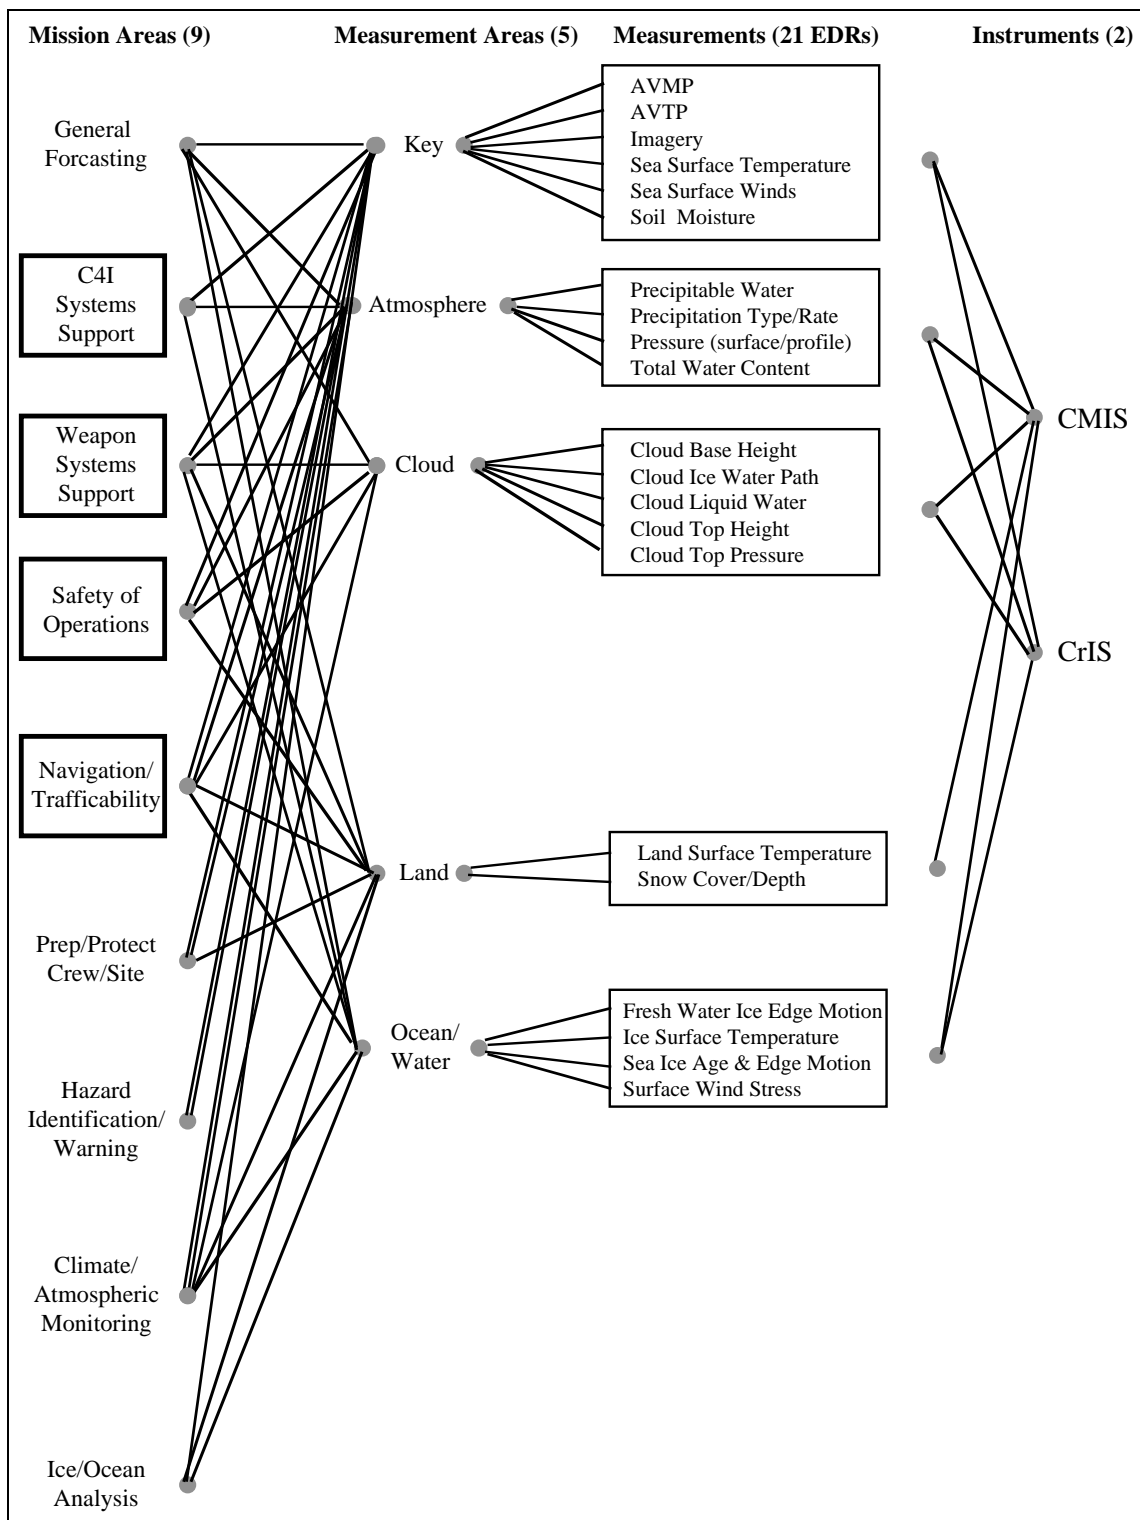 Mission Areas (9)
Measurement Areas (5)
Measurements (21 EDRs)
Instruments (2)
General
Forcasting
C4I
Systems
Support
Weapon
Systems
Support
Safety of
Operations
Navigation/
Trafficability
Prep/Protect
Crew/Site
Hazard
Identification/
Warning
Climate/
Atmospheric
Monitoring
Ice/Ocean
Analysis
Key
Atmosphere
Cloud
Land
Ocean/
Water
AVMP
AVTP
Imagery
Sea Surface Temperature
Sea Surface Winds
Soil Moisture
Precipitable Water
Precipitation Type/Rate
Pressure (surface/profile)
Total Water Content
Cloud Base Height
Cloud Ice Water Path
Cloud Liquid Water
Cloud Top Height
Cloud Top Pressure
Land Surface Temperature
Snow Cover/Depth
Fresh Water Ice Edge Motion
Ice Surface Temperature
Sea Ice Age & Edge Motion
Surface Wind Stress
CMIS
CrIS